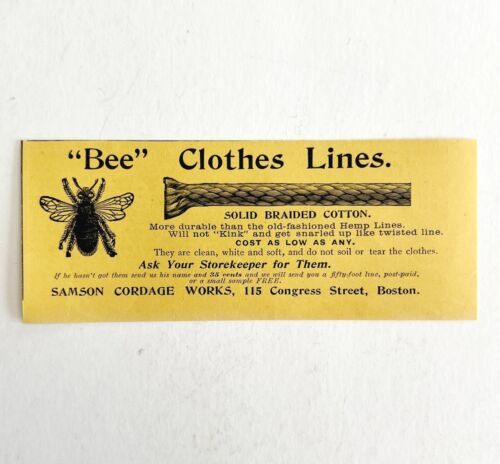 "Bee" Clothes Lines.
SOLID BRAIDED COTTON.
More durable than the old-fashioned Hemp Lines.
Will not "Kink" and get snarled up like twisted line.
COST AS LOW AS ANY.
They are clean, white and soft, and do not soil or tear the clothes.
Ask Your Storekeeper for Them.
If he hasn't got them send us his name and 35 cents and we will send you a fifty-foot line, post-paid,
or a small sample FREE.
SAMSON CORDAGE WORKS, 115 Congress Street, Boston.